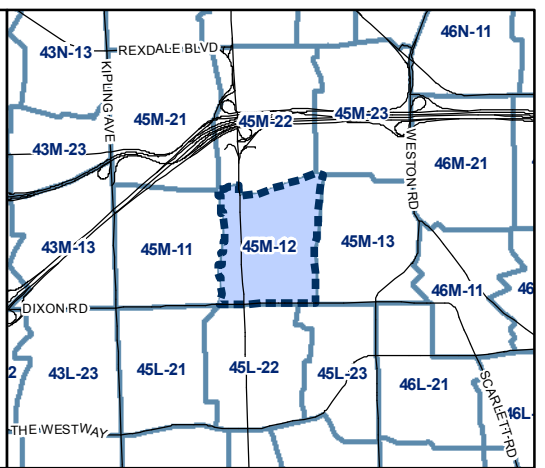 46N-11
43N-13
REXDALE BLVD
KIPLING AVE
45M-21
45M-22
45M-23
43M-23
WESTON RD
46M-21
43M-13
45M-11
45M-12
45M-13
46M-11
46
DIXON RD
2
43L-23
45L-21
45L-22
45L-23
46L-21
SCARLETT RD
46L-
THE WESTWAY